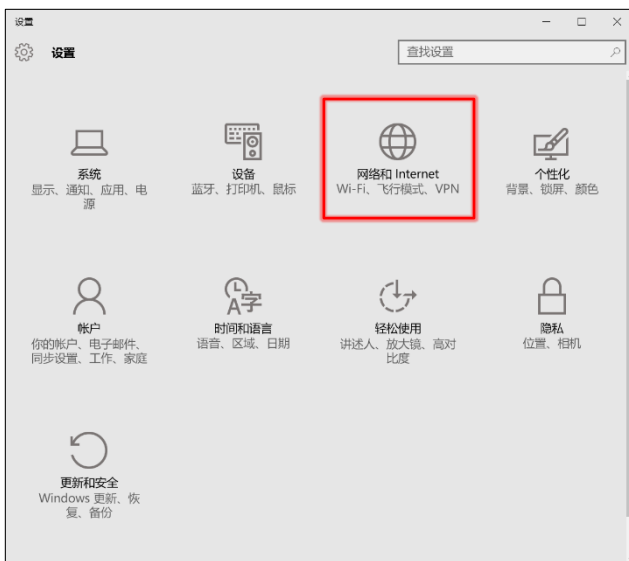 设置
设置
查找设置
系统
显示、通知、应用、电
源
设备
蓝牙、打印机、鼠标
网络和 Internet
Wi-Fi、飞行模式、VPN
个性化
背景、锁屏、颜色
帐户
你的帐户、电子邮件、
同步设置、工作、家庭
时间和语言
语音、区域、日期
轻松使用
讲述人、放大镜、高对
比度
隐私
位置、相机
更新和安全
Windows 更新、恢
复、备份